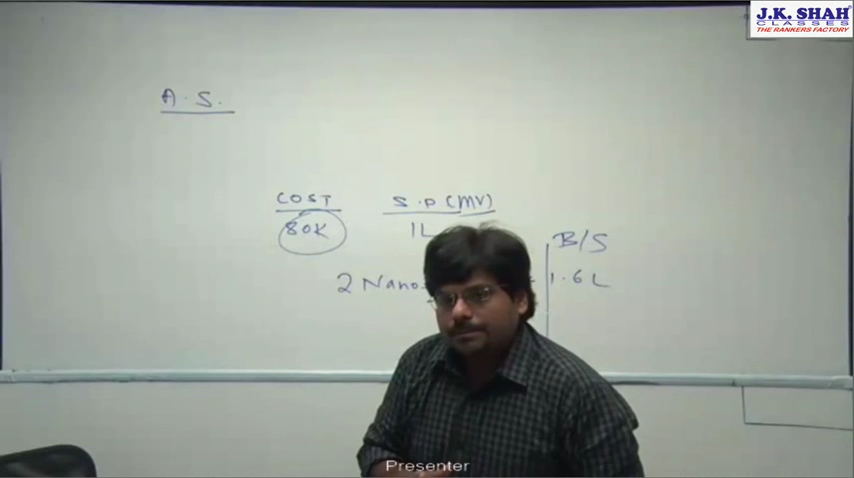 J.K. SHAH®
CLASSES
THE RANKERS FACTORY
A.S.
COST S.P (MV)
80K 1L
B/S
2 Nano 1.6L
Presenter